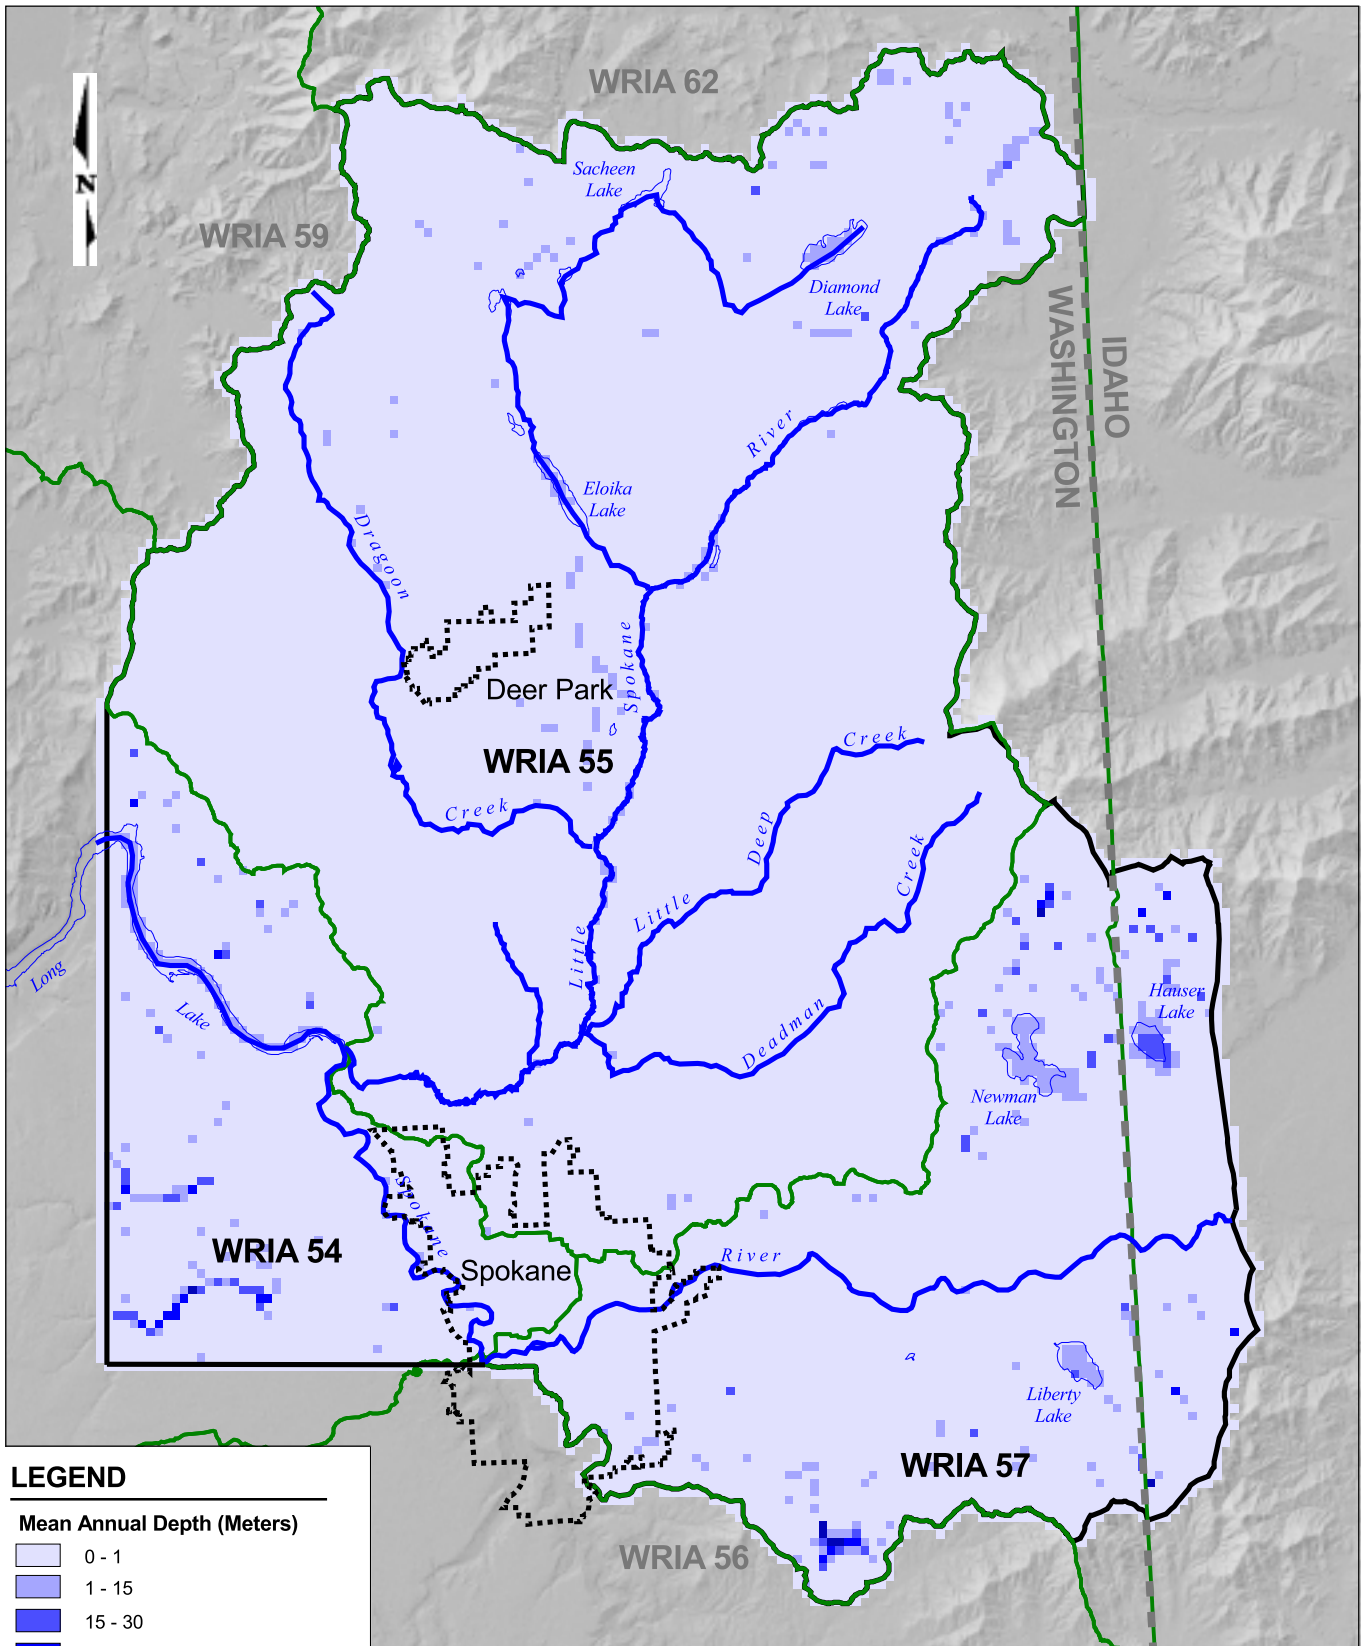 WRIA 62
N
Sacheen
Lake
WRIA 59
Diamond
Lake
WASHINGTON
IDAHO
River
Eloika
Lake
Dragoon
Spokane
Deer Park
WRIA 55
Creek
Creek
Deep
Creek
Little
Little
Long
Lake
Deadman
Hauser
Lake
Newman
Lake
Spokane
WRIA 54
River
Spokane
Liberty
Lake
WRIA 57
WRIA 56
LEGEND
Mean Annual Depth (Meters)
0 - 1
1 - 15
15 - 30